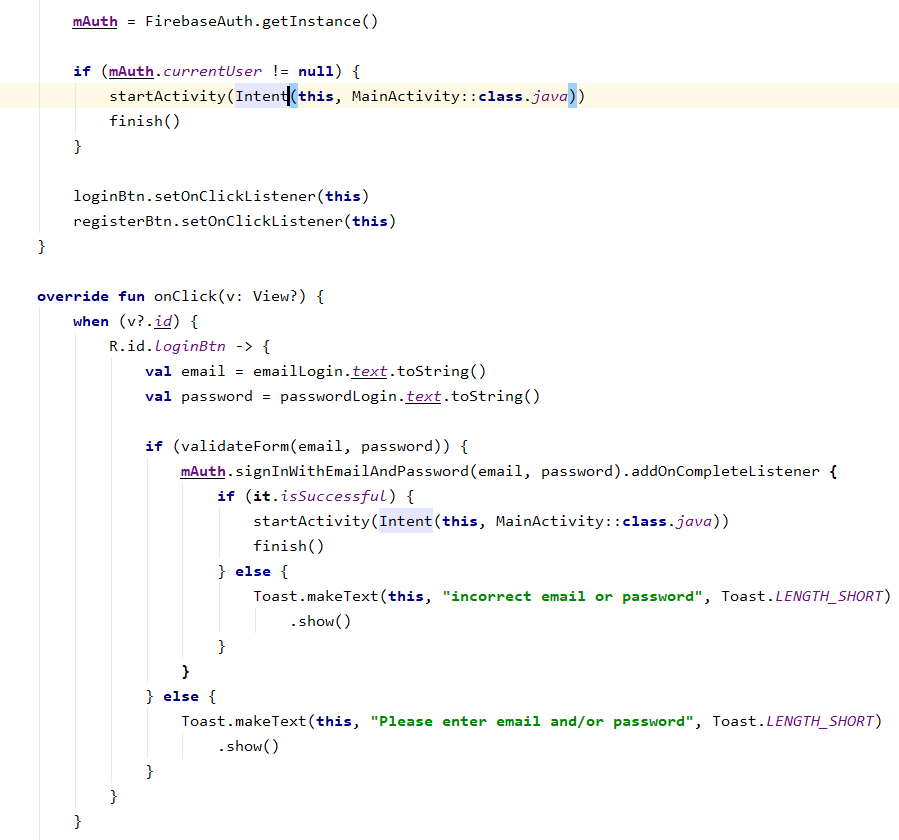 mAuth = FirebaseAuth.getInstance()
if (mAuth.currentUser != null) {
startActivity(Intent(this, MainActivity::class.java))
finish()
}
loginBtn.setOnClickListener(this)
registerBtn.setOnClickListener(this)
}
override fun onClick(v: View?) {
when (v?.id) {
R.id.loginBtn -> {
val email = emailLogin.text.toString()
val password = passwordLogin.text.toString()
if (validateForm(email, password)) {
mAuth.signInWithEmailAndPassword(email, password).addOnCompleteListener {
if (it.isSuccessful) {
startActivity(Intent(this, MainActivity::class.java))
finish()
} else {
Toast.makeText(this, "incorrect email or password", Toast.LENGTH_SHORT)
.show()
}
}
} else {
Toast.makeText(this, "Please enter email and/or password", Toast.LENGTH_SHORT)
.show()
}
}
}